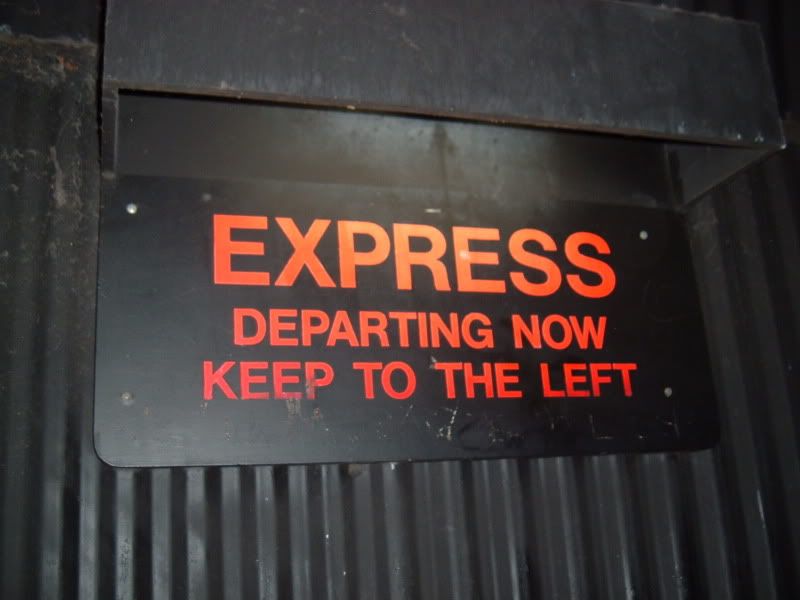 EXPRESS
DEPARTING NOW
KEEP TO THE LEFT